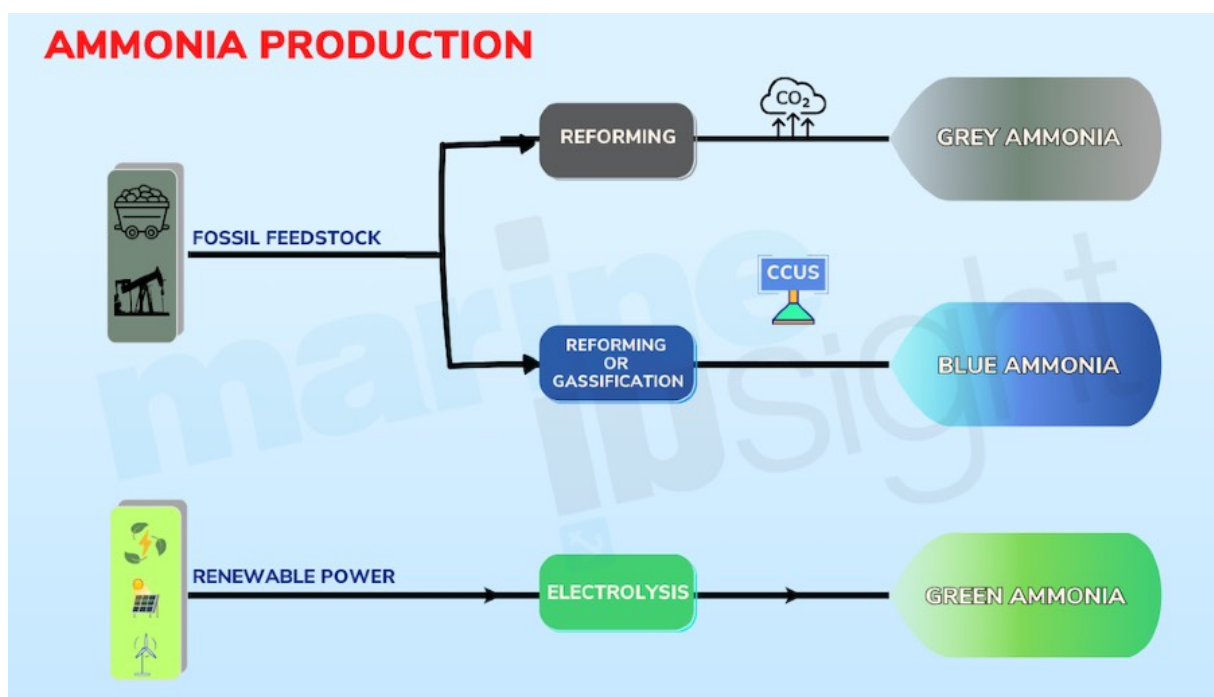 AMMONIA PRODUCTION
REFORMING
CO2
GREY AMMONIA
FOSSIL FEEDSTOCK
CCUS
REFORMING
OR
GASSIFICATION
BLUE AMMONIA
marine
insight
RENEWABLE POWER
ELECTROLYSIS
GREEN AMMONIA